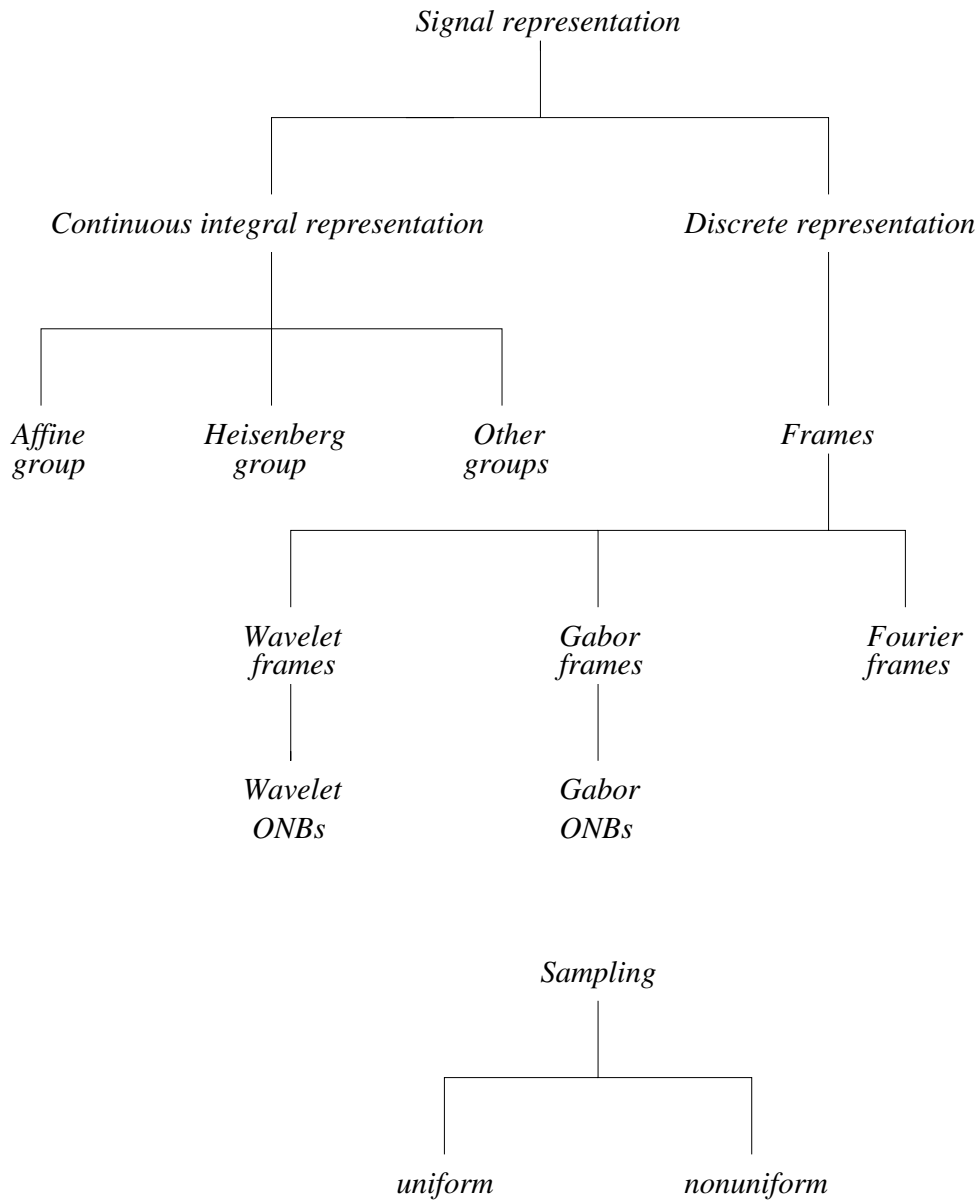 Signal representation
Continuous integral representation
Discrete representation
Affine
group
Heisenberg
group
Other
groups
Frames
Wavelet
frames
Gabor
frames
Fourier
frames
Wavelet
ONBs
Gabor
ONBs
Sampling
uniform
nonuniform